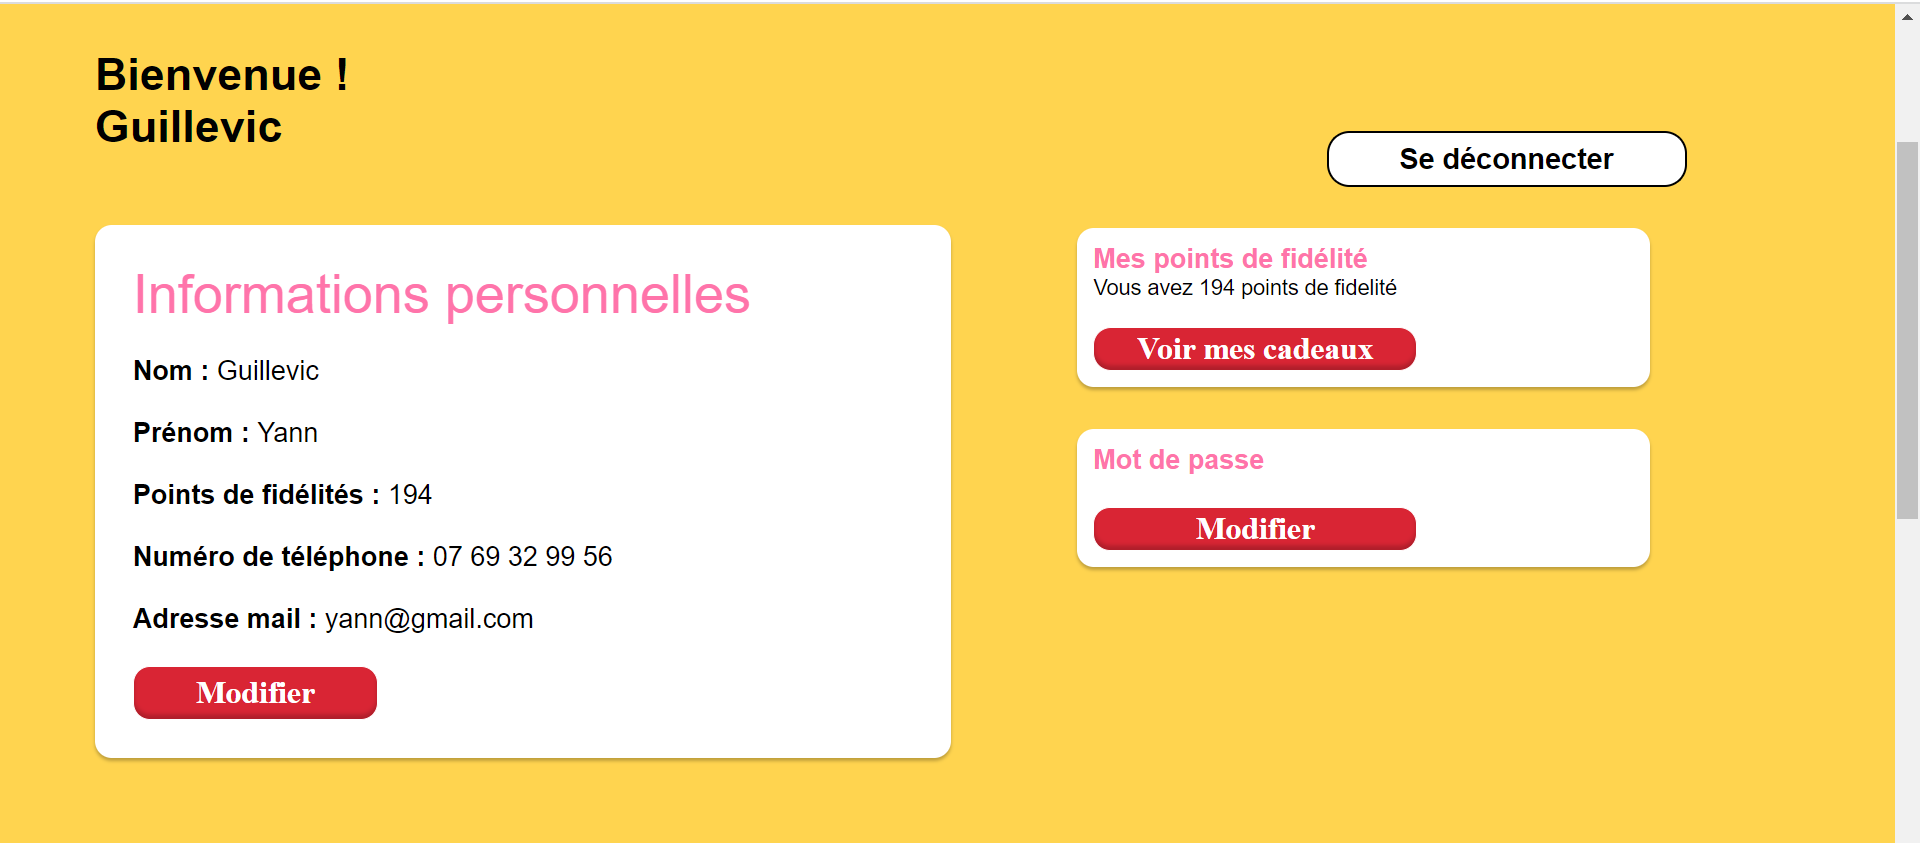 Bienvenue !
Guillevic
Se déconnecter
Informations personnelles
Nom : Guillevic
Prénom : Yann
Points de fidélités : 194
Numéro de téléphone : 07 69 32 99 56
Adresse mail : yann@gmail.com
Modifier
Mes points de fidélité
Vous avez 194 points de fidelité
Voir mes cadeaux
Mot de passe
Modifier